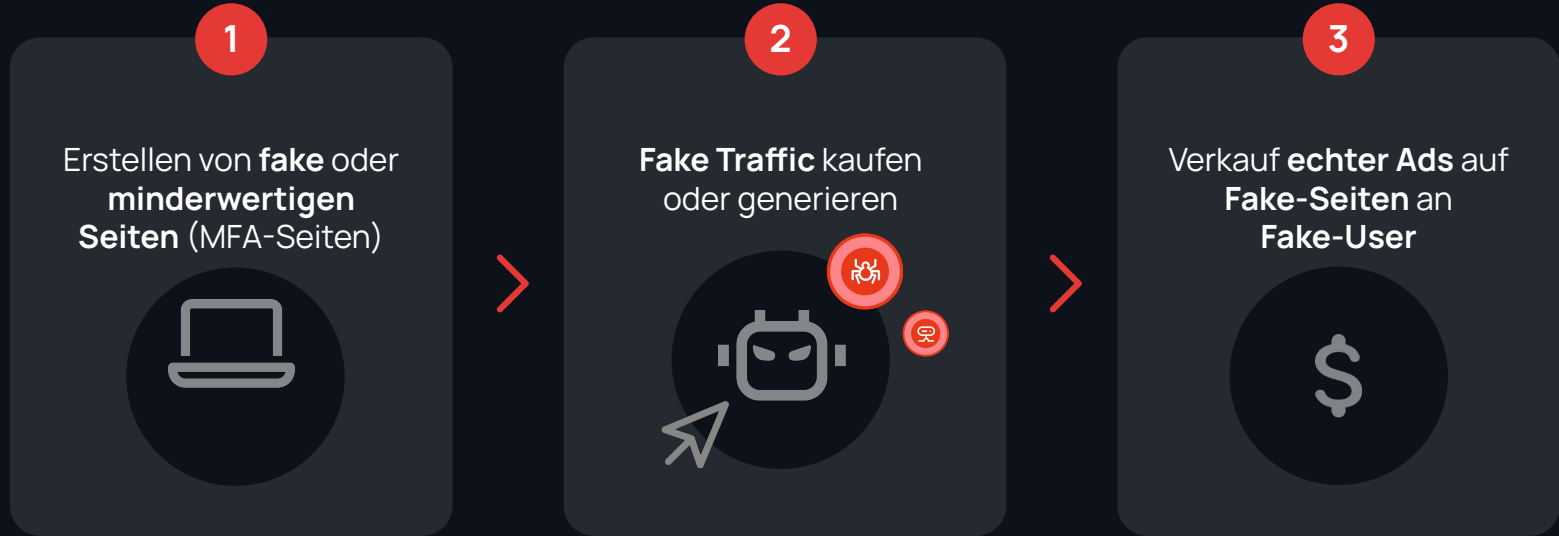 1
Erstellen von fake oder
minderwertigen
Seiten (MFA-Seiten)
2
Fake Traffic kaufen
oder generieren
3
Verkauf echter Ads auf
Fake-Seiten an
Fake-User
$